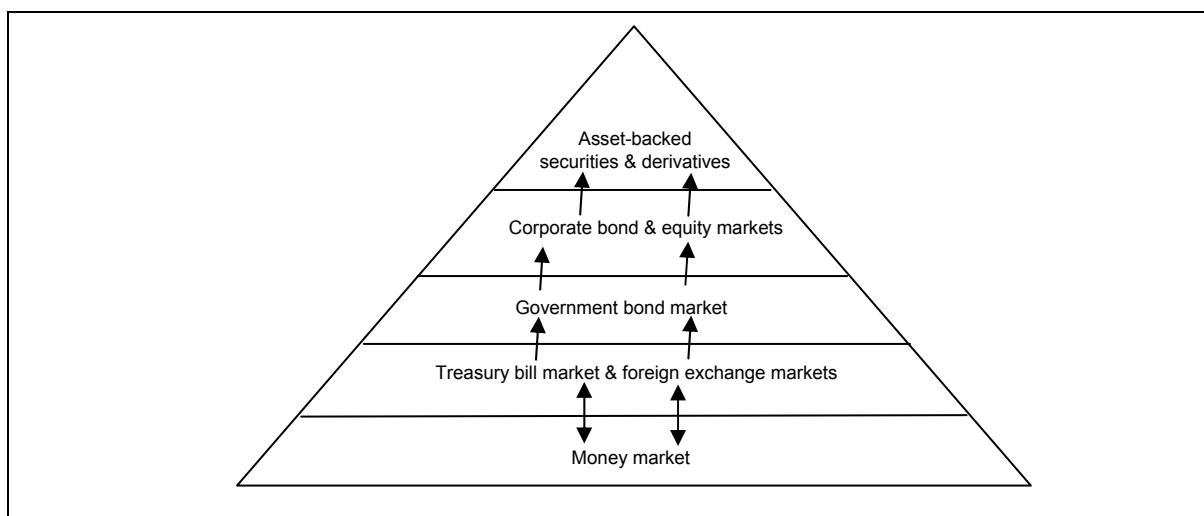 Asset-backed
securities & derivatives
Corporate bond & equity markets
Government bond market
Treasury bill market & foreign exchange markets
Money market